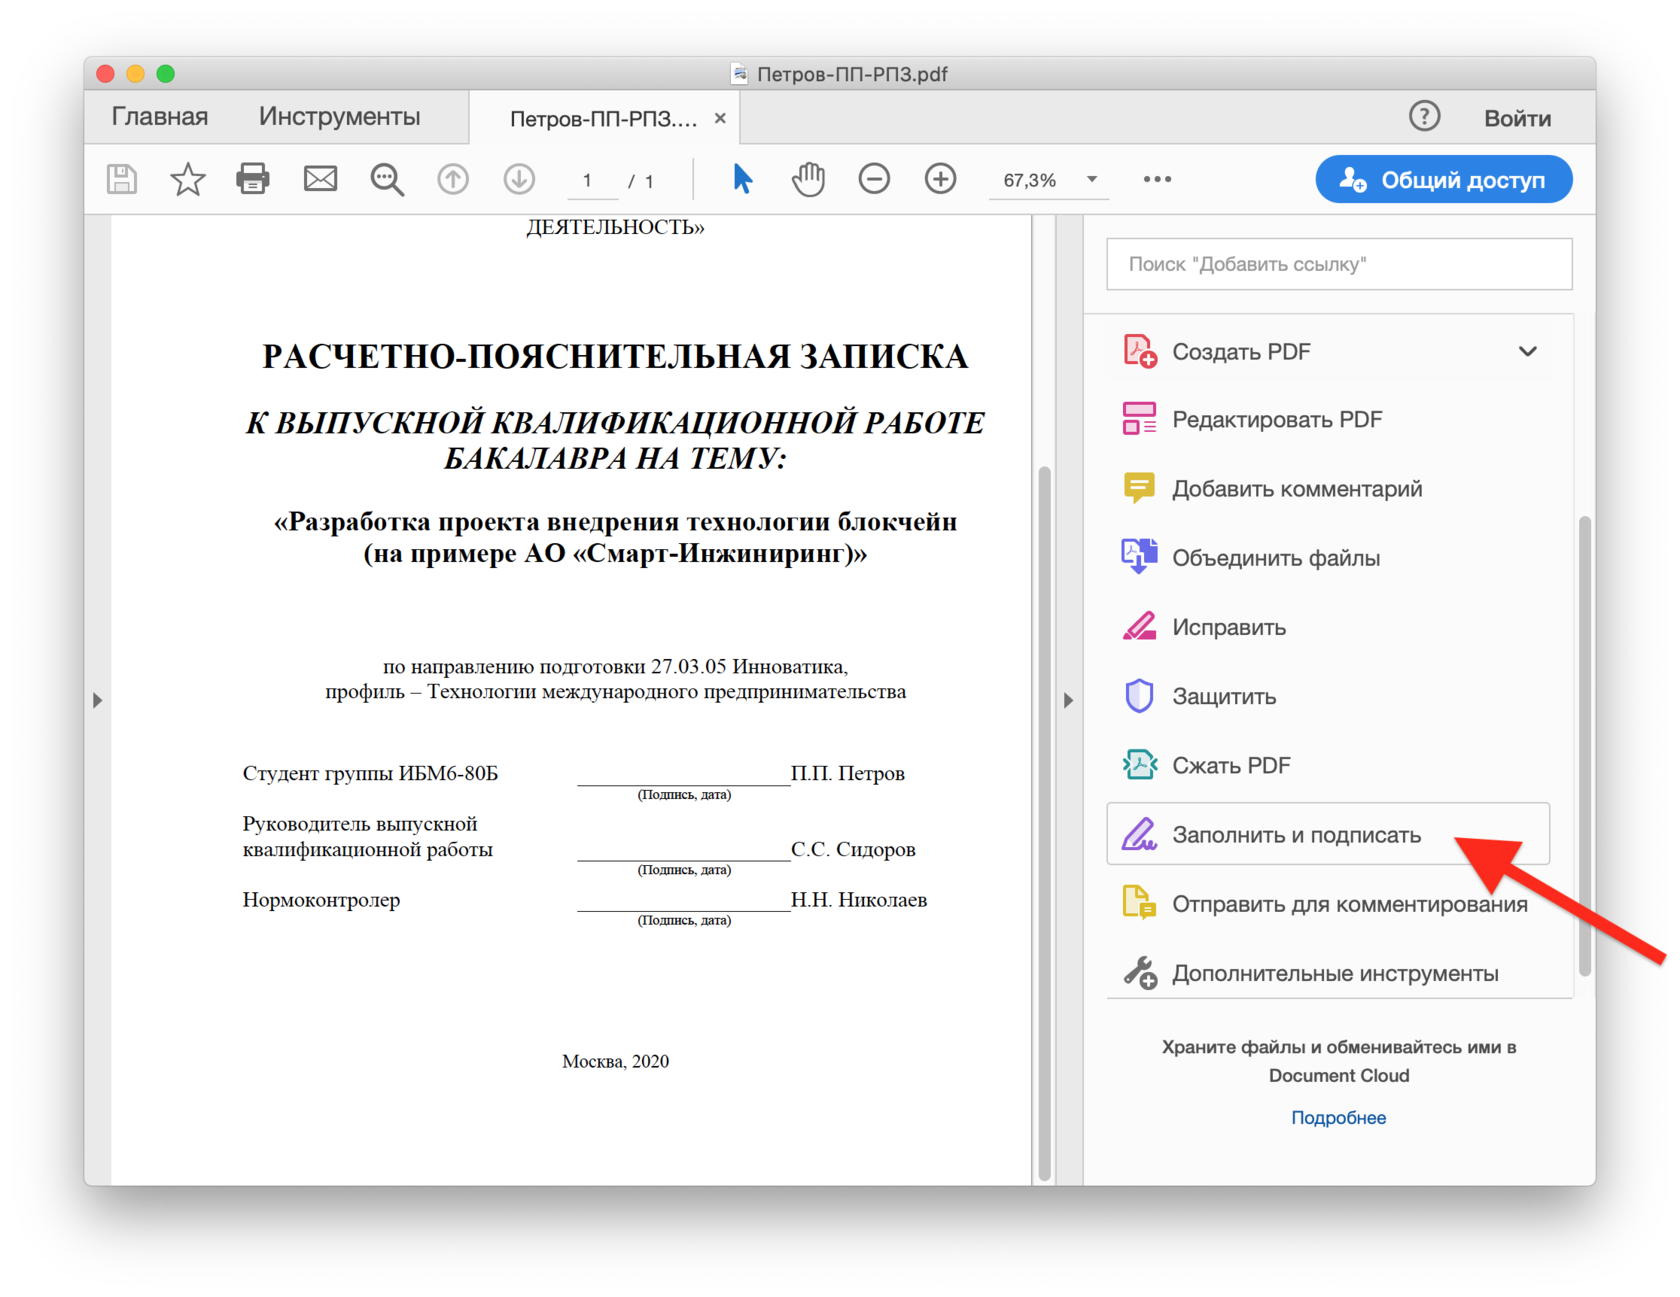 Петров-ПП-РПЗ.pdf
Главная
Инструменты
Петров-ПП-РПЗ....
×
?
Войти
1 / 1
67,3%
Общий доступ
ДЕЯТЕЛЬНОСТЬ»
РАСЧЕТНО-ПОЯСНИТЕЛЬНАЯ ЗАПИСКА
К ВЫПУСКНОЙ КВАЛИФИКАЦИОННОЙ РАБОТЕ
БАКАЛАВРА НА ТЕМУ:
«Разработка проекта внедрения технологии блокчейн
(на примере АО «Смарт-Инжиниринг)»
по направлению подготовки 27.03.05 Инноватика,
профиль – Технологии международного предпринимательства
Студент группы ИБМ6-80Б П.П. Петров
(Подпись, дата)
Руководитель выпускной
квалификационной работы С.С. Сидоров
(Подпись, дата)
Нормоконтролер Н.Н. Николаев
(Подпись, дата)
Москва, 2020
Поиск "Добавить ссылку"
Создать PDF
Редактировать PDF
Добавить комментарий
Объединить файлы
Исправить
Защитить
Сжать PDF
Заполнить и подписать
Отправить для комментирования
Дополнительные инструменты
Храните файлы и обменивайтесь ими в
Document Cloud
Подробнее